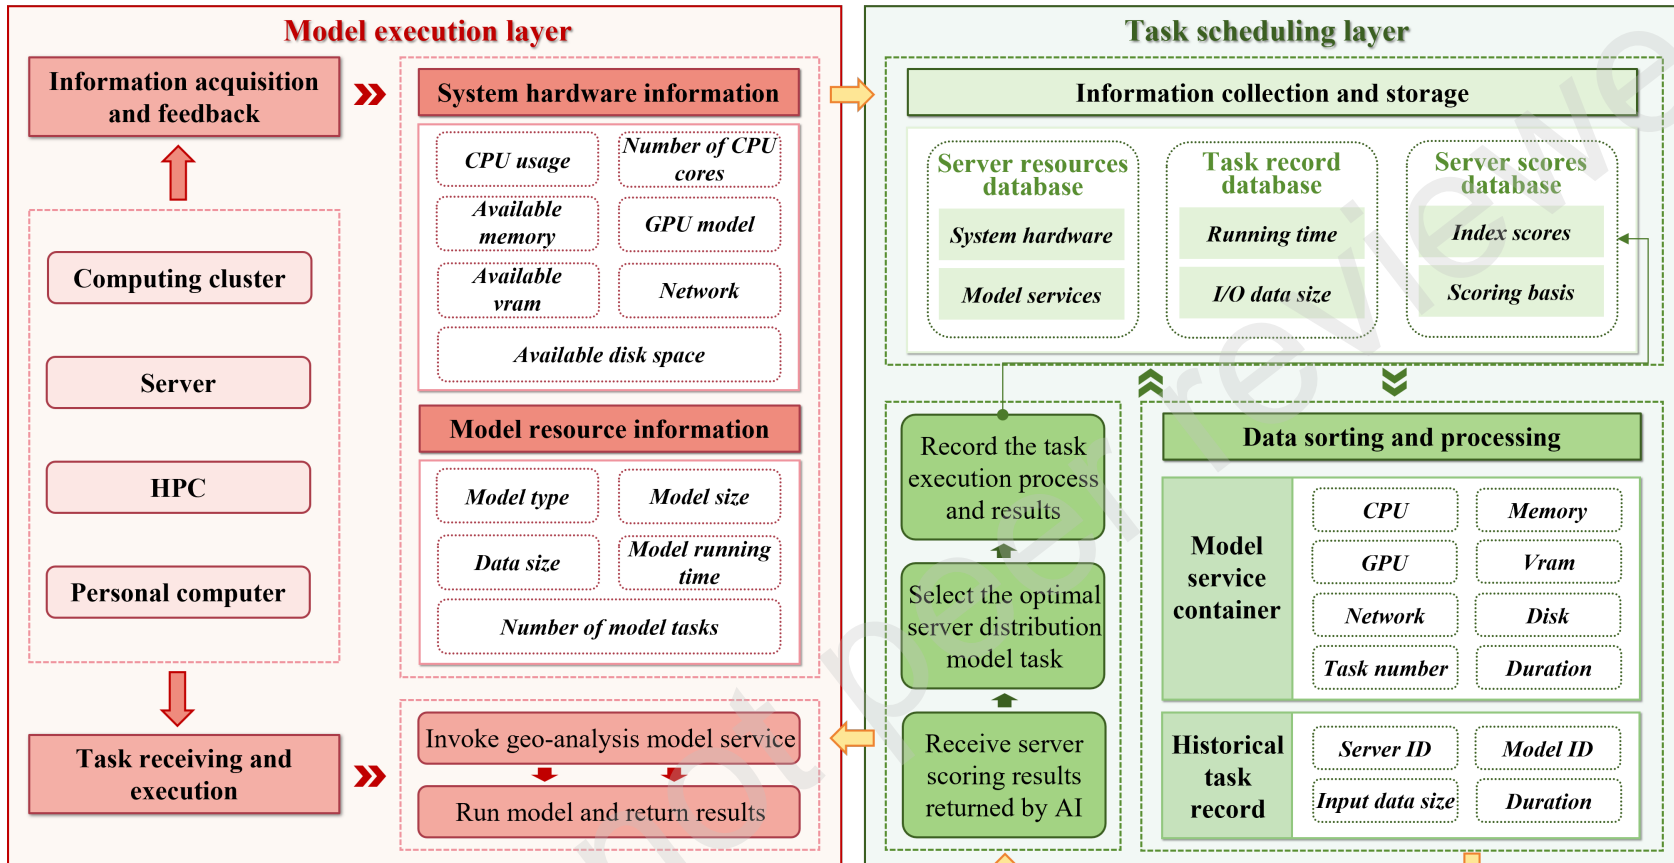 Model execution layer
Information acquisition
and feedback
Computing cluster
Server
HPC
Personal computer
Task receiving and
execution
System hardware information
CPU usage
Number of CPU
cores
Available
memory
GPU model
Available
vram
Network
Available disk space
Model resource information
Model type
Model size
Data size
Model running
time
Number of model tasks
Invoke geo-analysis model service
Run model and return results
Task scheduling layer
Information collection and storage
Server resources
database
System hardware
Model services
Task record
database
Running time
I/O data size
Server scores
database
Index scores
Scoring basis
Record the task
execution process
and results
Select the optimal
server distribution
model task
Receive server
scoring results
returned by AI
Data sorting and processing
Model
service
container
CPU
Memory
GPU
Vram
Network
Disk
Task number
Duration
Historical
task
record
Server ID
Model ID
Input data size
Duration
not peer reviewe